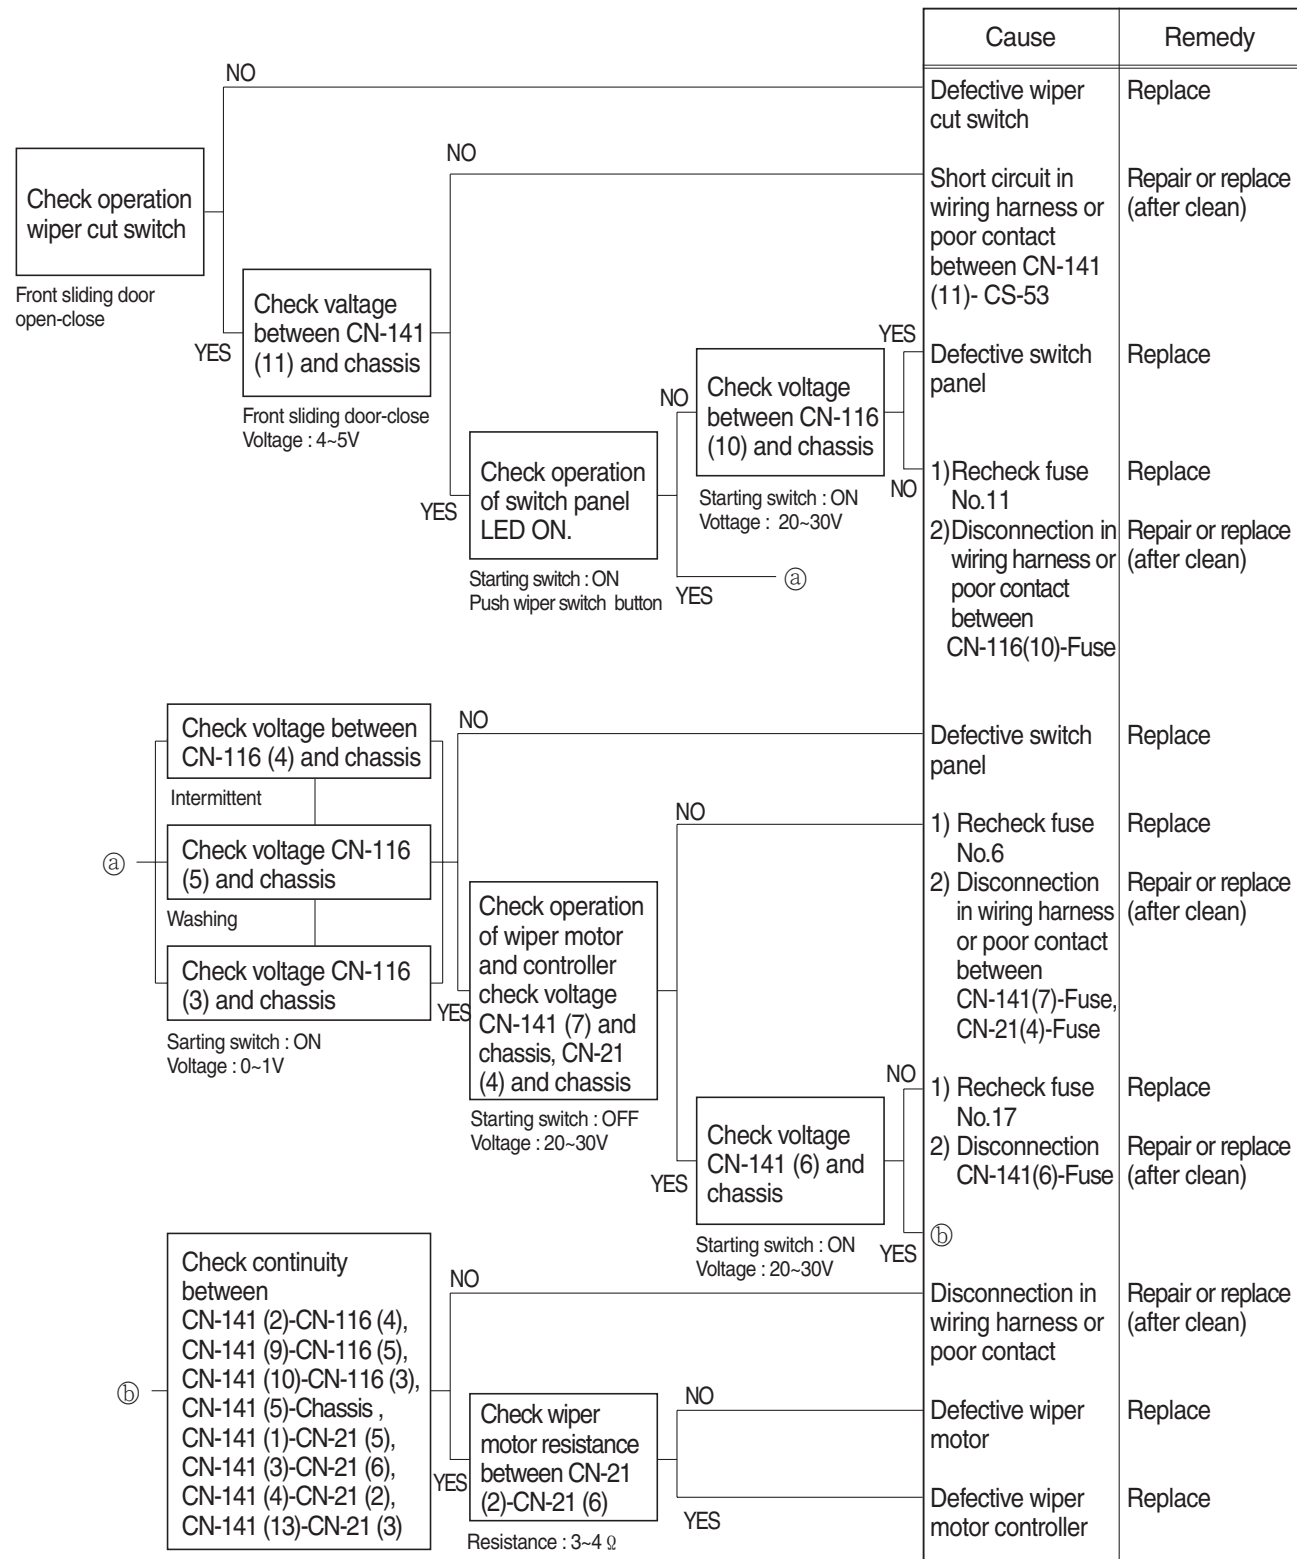 Cause
Remedy
NO
Defective wiper
cut switch
Replace
Check operation
wiper cut switch
Front sliding door
open-close
NO
Short circuit in
wiring harness or
poor contact
between CN-141
(11)- CS-53
Repair or replace
(after clean)
YES
Check valtage
between CN-141
(11) and chassis
Front sliding door-close
Voltage : 4~5V
YES
Defective switch
panel
Replace
NO
Check voltage
between CN-116
(10) and chassis
Starting switch : ON
Vottage : 20~30V
NO
1)Recheck fuse
No.11
Replace
2)Disconnection in
wiring harness or
poor contact
between
CN-116(10)-Fuse
Repair or replace
(after clean)
YES
Check operation
of switch panel
LED ON.
Starting switch : ON
Push wiper switch button
YES
ⓐ
Check voltage between
CN-116 (4) and chassis
Intermittent
ⓐ
Check voltage CN-116
(5) and chassis
Washing
Check voltage CN-116
(3) and chassis
Sarting switch : ON
Voltage : 0~1V
NO
Defective switch
panel
Replace
NO
1) Recheck fuse
No.6
Replace
2) Disconnection
in wiring harness
or poor contact
between
CN-141(7)-Fuse,
CN-21(4)-Fuse
Repair or replace
(after clean)
YES
Check operation
of wiper motor
and controller
check voltage
CN-141 (7) and
chassis, CN-21
(4) and chassis
Starting switch : OFF
Voltage : 20~30V
NO
1) Recheck fuse
No.17
Replace
2) Disconnection
CN-141(6)-Fuse
Repair or replace
(after clean)
YES
Check voltage
CN-141 (6) and
chassis
Starting switch : ON
Voltage : 20~30V
YES
ⓑ
ⓑ
Check continuity
between
CN-141 (2)-CN-116 (4),
CN-141 (9)-CN-116 (5),
CN-141 (10)-CN-116 (3),
CN-141 (5)-Chassis ,
CN-141 (1)-CN-21 (5),
CN-141 (3)-CN-21 (6),
CN-141 (4)-CN-21 (2),
CN-141 (13)-CN-21 (3)
NO
Disconnection in
wiring harness or
poor contact
Repair or replace
(after clean)
YES
Check wiper
motor resistance
between CN-21
(2)-CN-21 (6)
Resistance : 3~4 Ω
NO
Defective wiper
motor
Replace
YES
Defective wiper
motor controller
Replace